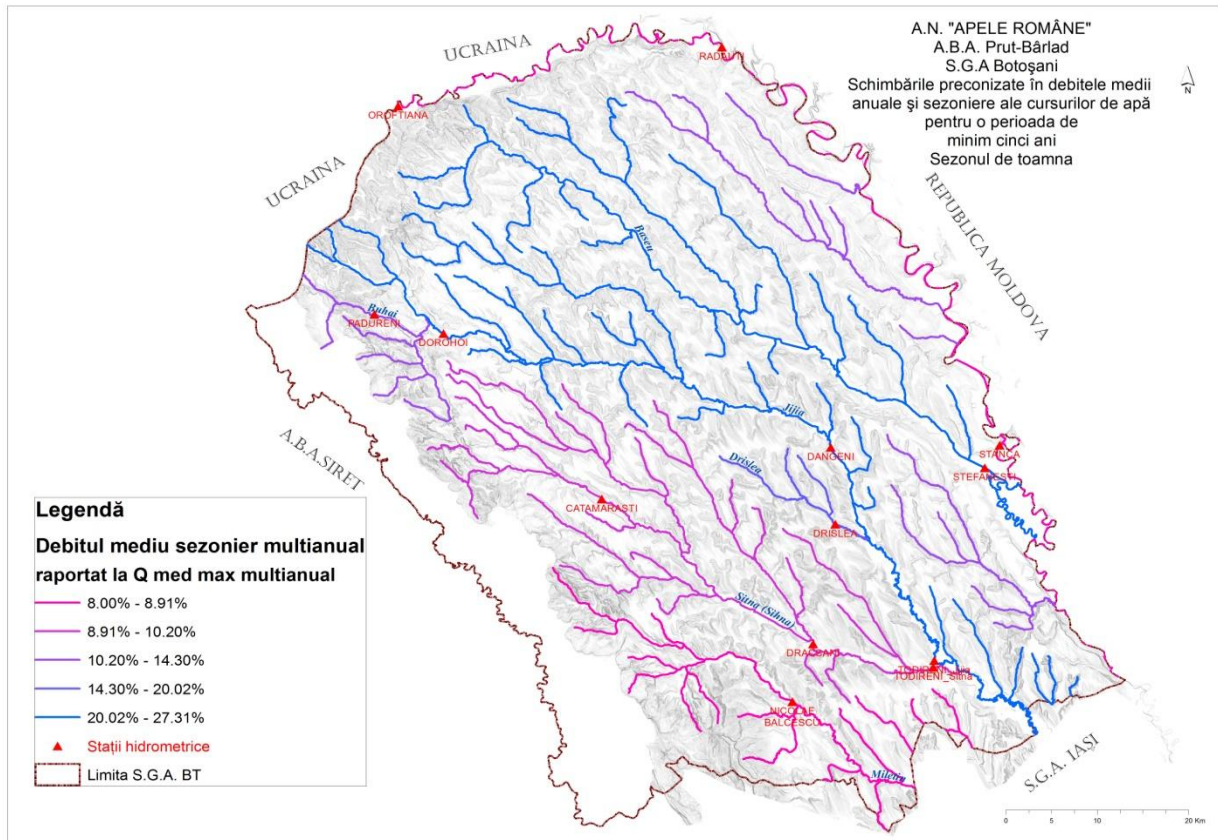 A.N. "APELE ROMÂNE"
A.B.A. Prut-Bârlad
S.G.A Botoșani
Schimbările preconizate în debitele medii
anuale și sezoniere ale cursurilor de apă
pentru o perioada de
minim cinci ani
Sezonul de toamna
N
UCRAINA
RADAUTI
OROFTIANA
UCRAINA
REPUBLICA MOLDOVA
Baseu
Buhai
PADURENI
DOROHOI
Jijia
A.B.A.SIRET
DANGENI
STANCA
STEFANESTI
Drislea
CATAMARASTI
DRISLEA
Sitna (Sihna)
DRACSANI
TODIRENI_Sitna
NICOLAE
BALCESCU
Miletin
S.G.A. IAȘI
Legendă
Debitul mediu sezonier multianual
raportat la Q med max multianual
8.00% - 8.91%
8.91% - 10.20%
10.20% - 14.30%
14.30% - 20.02%
20.02% - 27.31%
Stații hidrometrice
Limita S.G.A. BT
0 5 10 20 Km